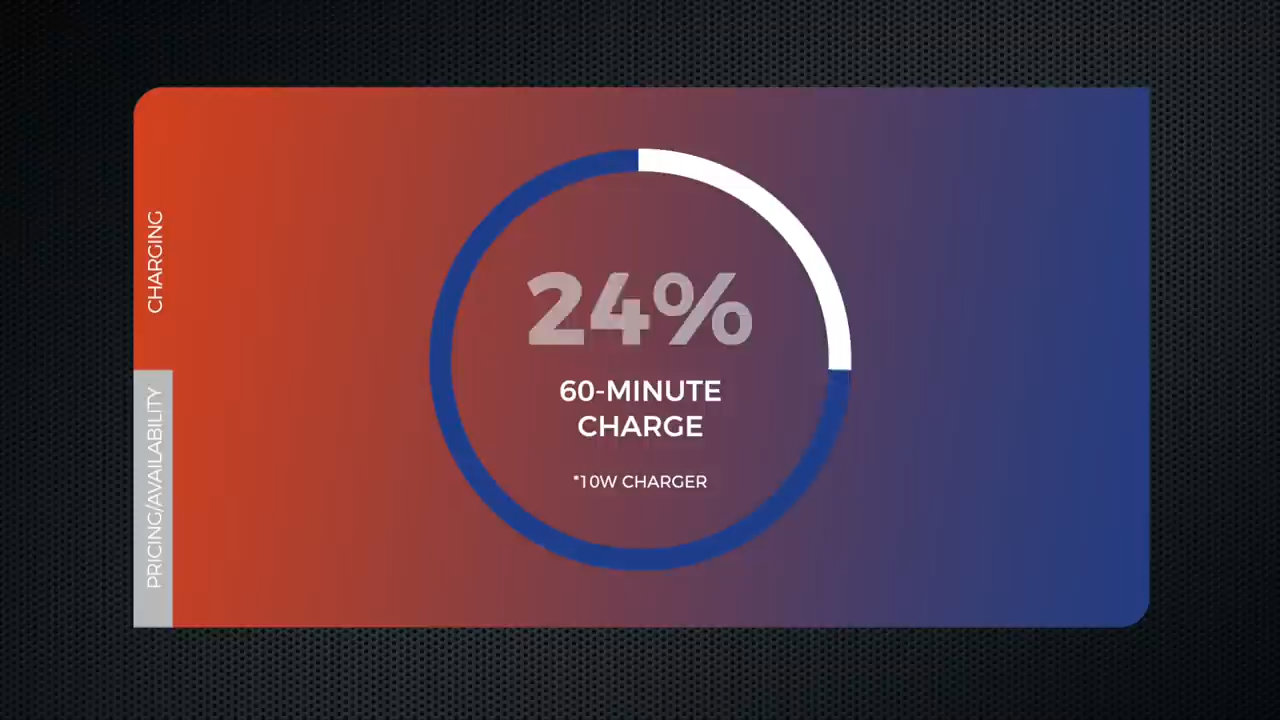 CHARGING
PRICING/AVAILABILITY
24%
60-MINUTE
CHARGE
*10W CHARGER